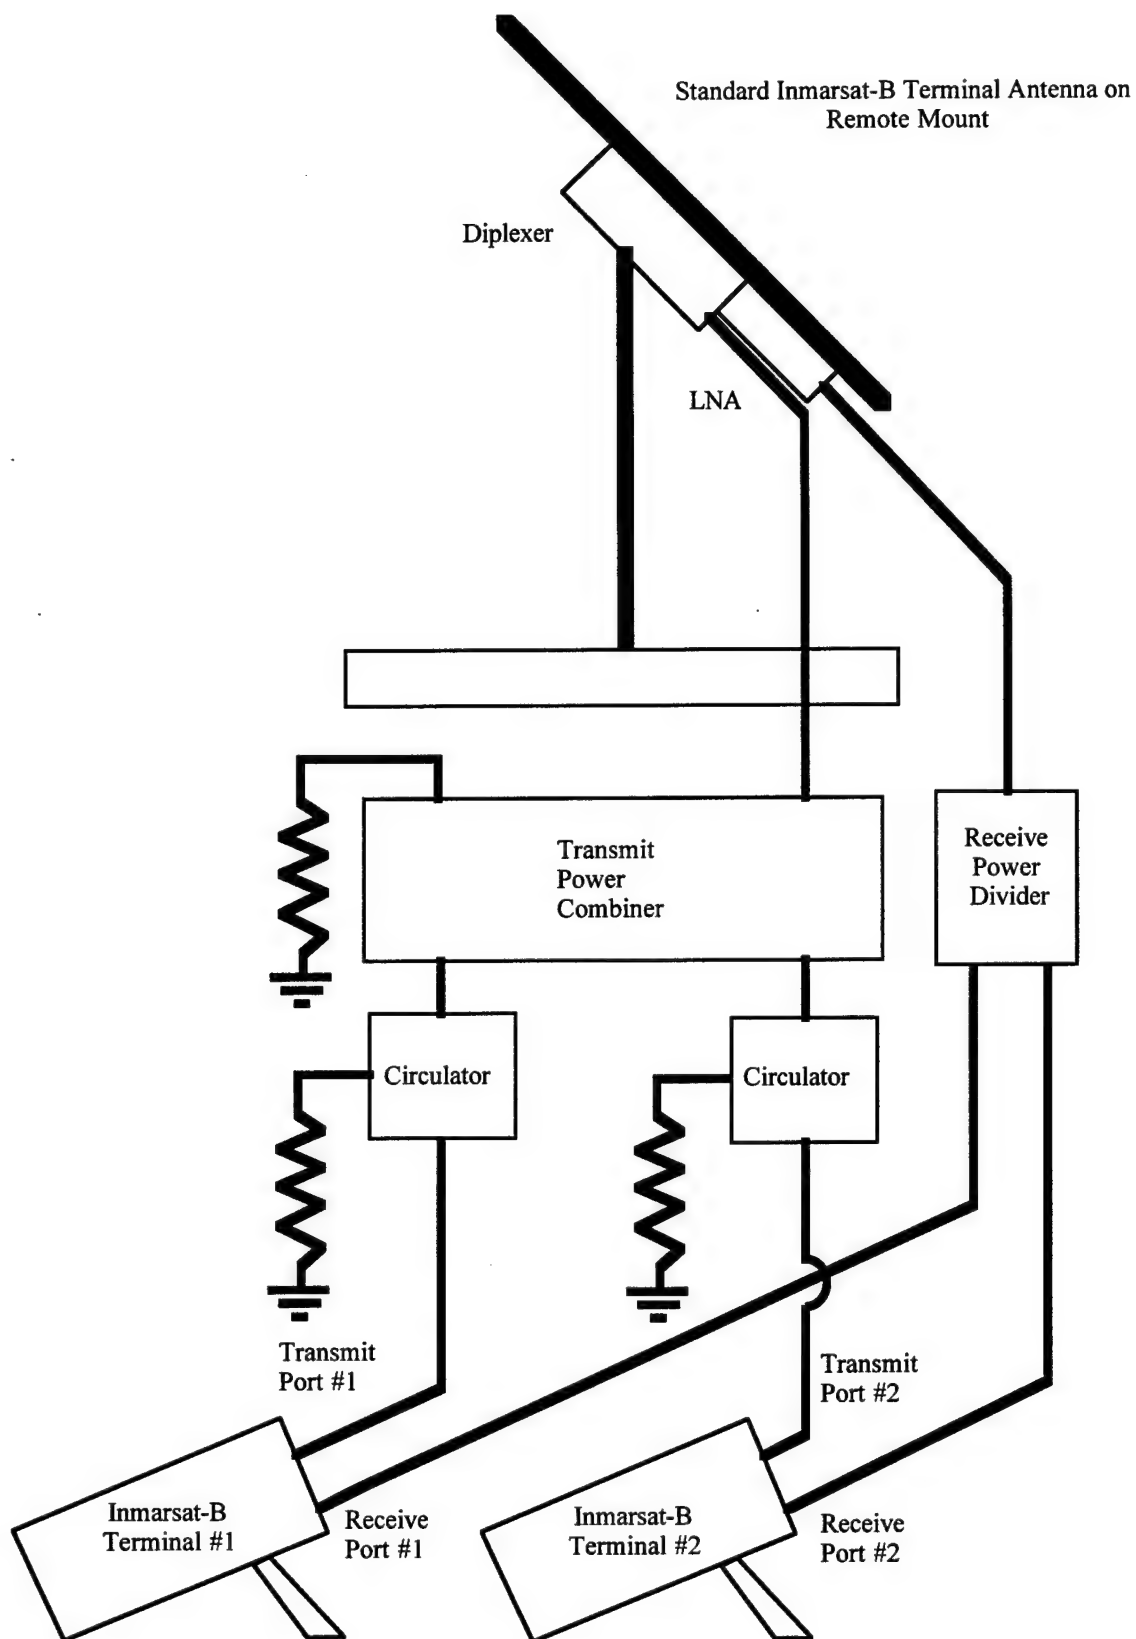 Standard Inmarsat-B Terminal Antenna on
Remote Mount
Diplexer
LNA
Transmit
Power
Combiner
Receive
Power
Divider
Circulator
Circulator
Transmit
Port #1
Transmit
Port #2
Inmarsat-B
Terminal #1
Receive
Port #1
Inmarsat-B
Terminal #2
Receive
Port #2